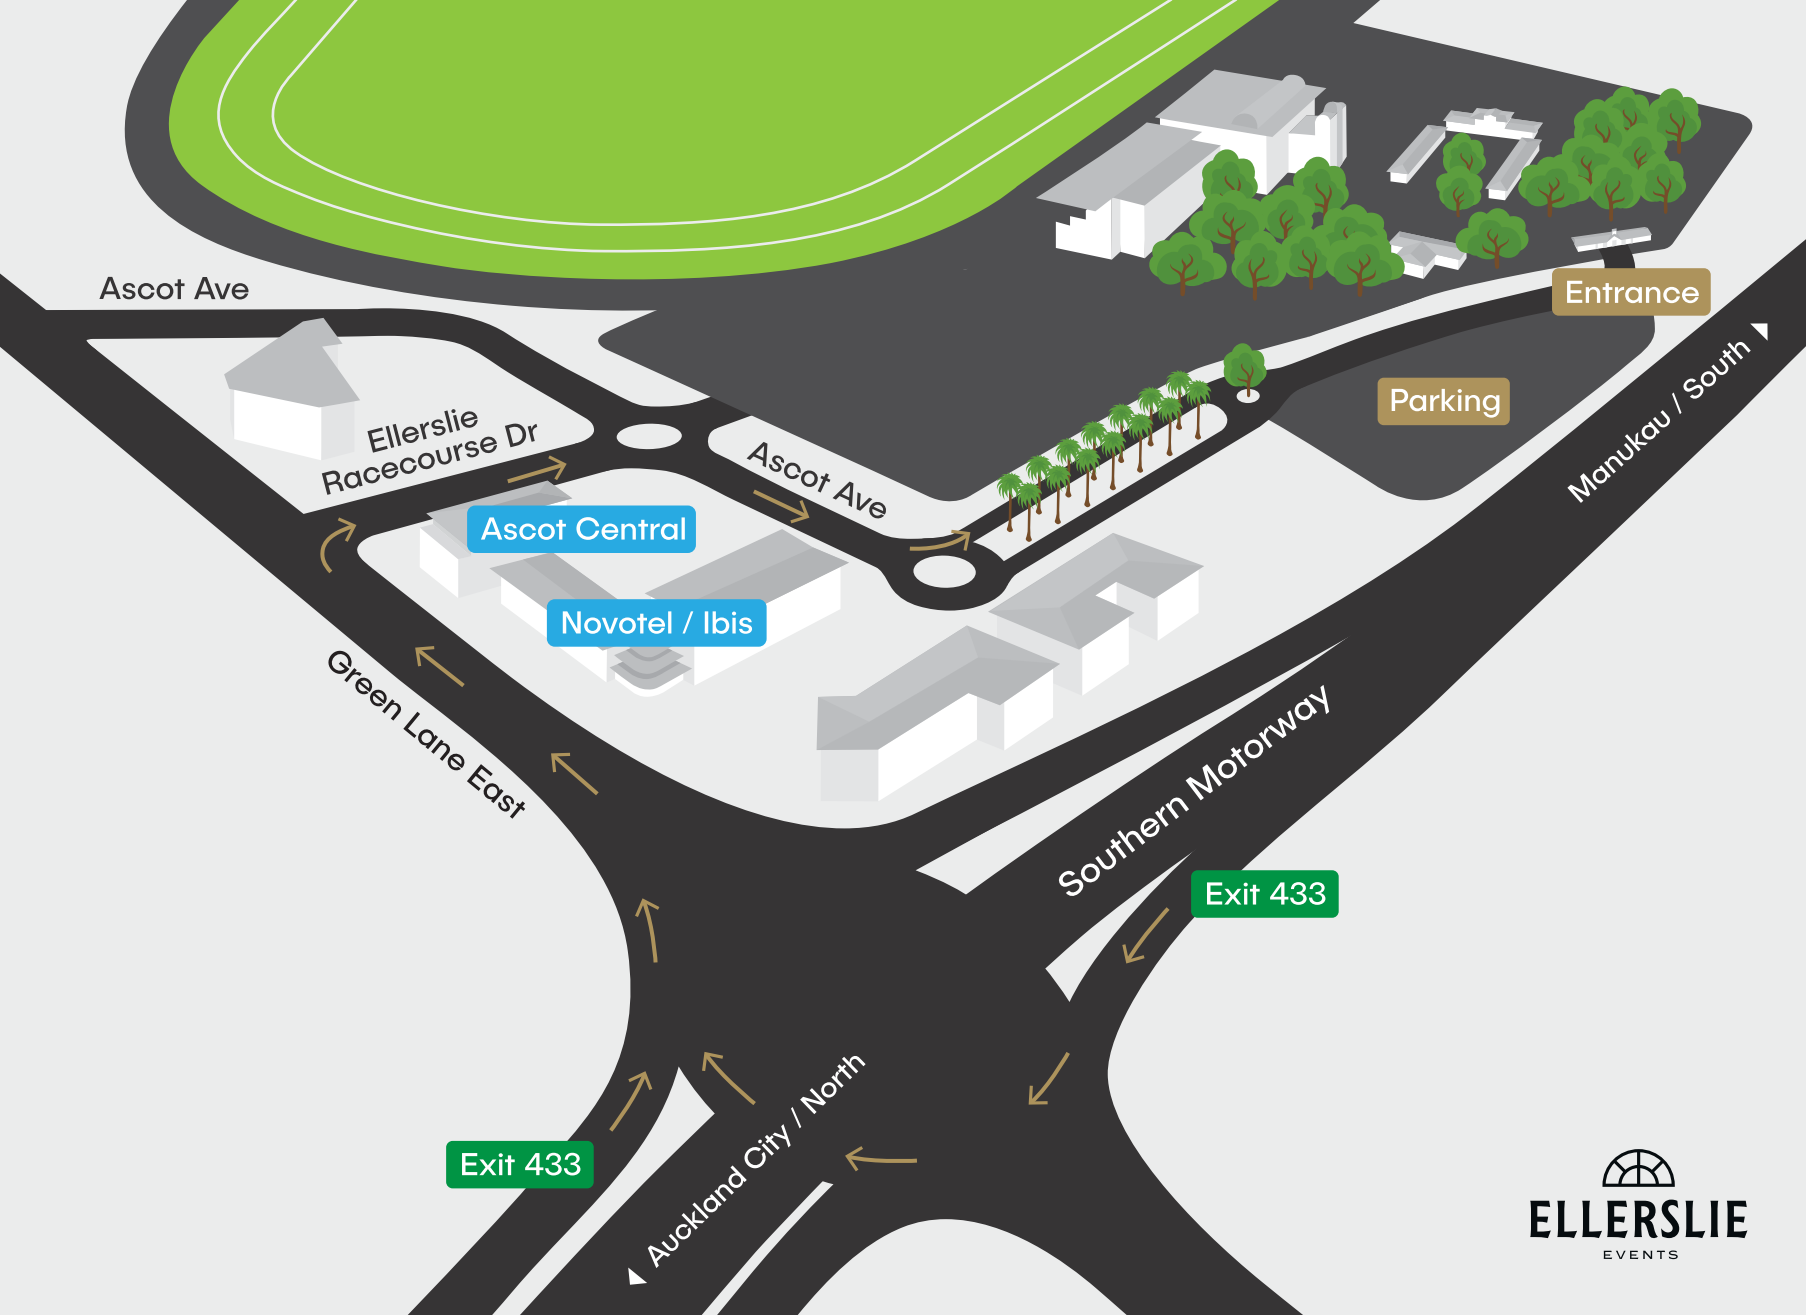 Ascot Ave
Entrance
Ellerslie
Racecourse Dr
Parking
Manukau / South
Ascot Ave
Ascot Central
Novotel / Ibis
Green Lane East
Southern Motorway
Exit 433
Auckland City / North
Exit 433
ELLERSLIE
EVENTS